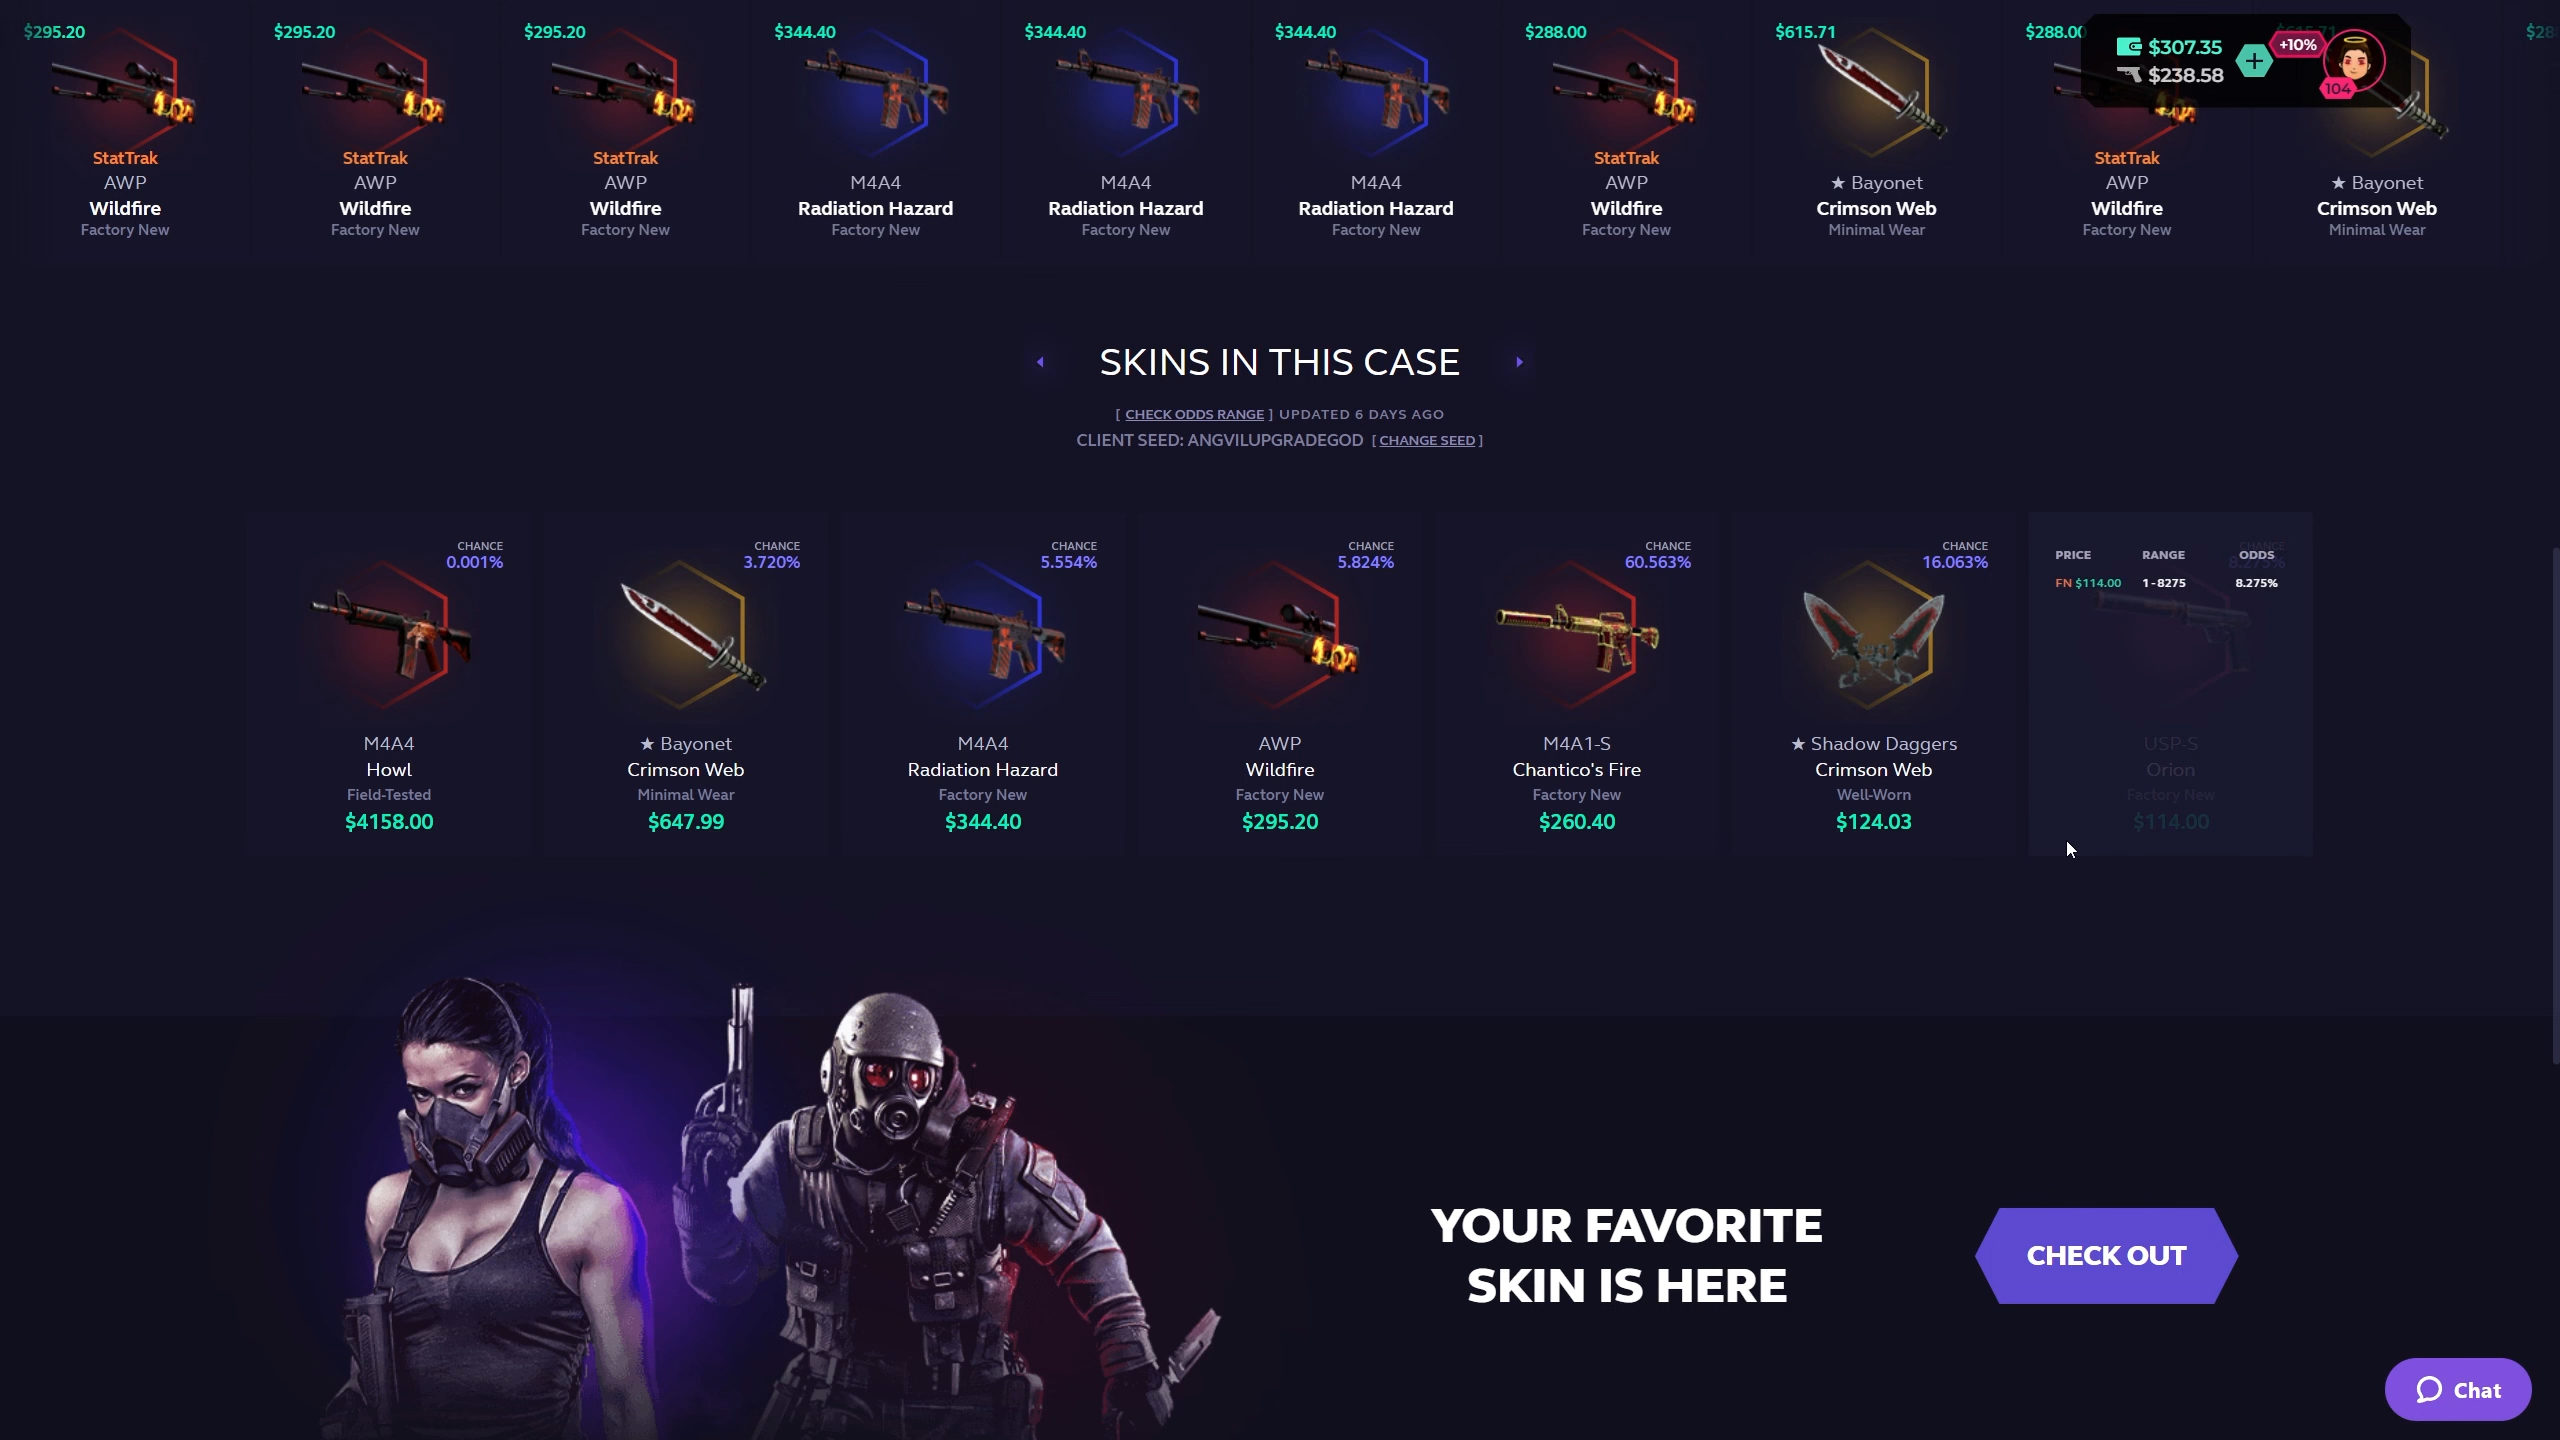 $295.20
$295.20
$295.20
$344.40
$344.40
$344.40
$288.00
$615.71
$288.00
$307.35
+10%
$238.58
104
StatTrak
AWP
Wildfire
Factory New
StatTrak
AWP
Wildfire
Factory New
StatTrak
AWP
Wildfire
Factory New
M4A4
Radiation Hazard
Factory New
M4A4
Radiation Hazard
Factory New
M4A4
Radiation Hazard
Factory New
StatTrak
AWP
Wildfire
Factory New
★ Bayonet
Crimson Web
Minimal Wear
StatTrak
AWP
Wildfire
Factory New
★ Bayonet
Crimson Web
Minimal Wear
SKINS IN THIS CASE
[ CHECK ODDS RANGE ] UPDATED 6 DAYS AGO
CLIENT SEED: ANGVILUPGRADEGOD [ CHANGE SEED ]
CHANCE
0.001%
M4A4
Howl
Field-Tested
$4158.00
CHANCE
3.720%
★ Bayonet
Crimson Web
Minimal Wear
$647.99
CHANCE
5.554%
M4A4
Radiation Hazard
Factory New
$344.40
CHANCE
5.824%
AWP
Wildfire
Factory New
$295.20
CHANCE
60.563%
M4A1-S
Chantico's Fire
Factory New
$260.40
CHANCE
16.063%
★ Shadow Daggers
Crimson Web
Well-Worn
$124.03
CHANCE
8.275%
PRICE RANGE ODDS
FN $114.00 1 - 8275 8.275%
USP-S
Orion
Factory New
$114.00
YOUR FAVORITE
SKIN IS HERE
CHECK OUT
Chat